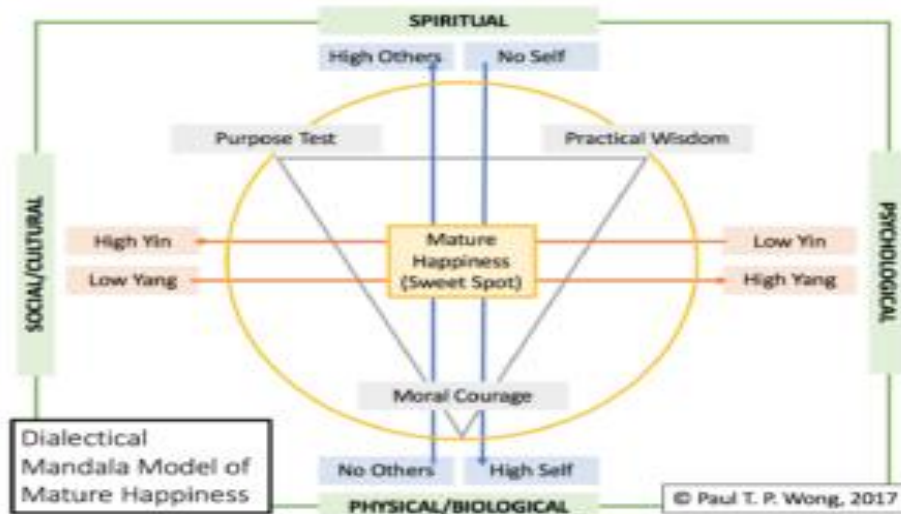 SPIRITUAL
High Others
No Self
Purpose Test
Practical Wisdom
SOCIAL/CULTURAL
PSYCHOLOGICAL
High Yin
Low Yin
Mature
Happiness
(Sweet Spot)
Low Yang
High Yang
Moral Courage
No Others
High Self
PHYSICAL/BIOLOGICAL
Dialectical
Mandala Model of
Mature Happiness
© Paul T. P. Wong, 2017